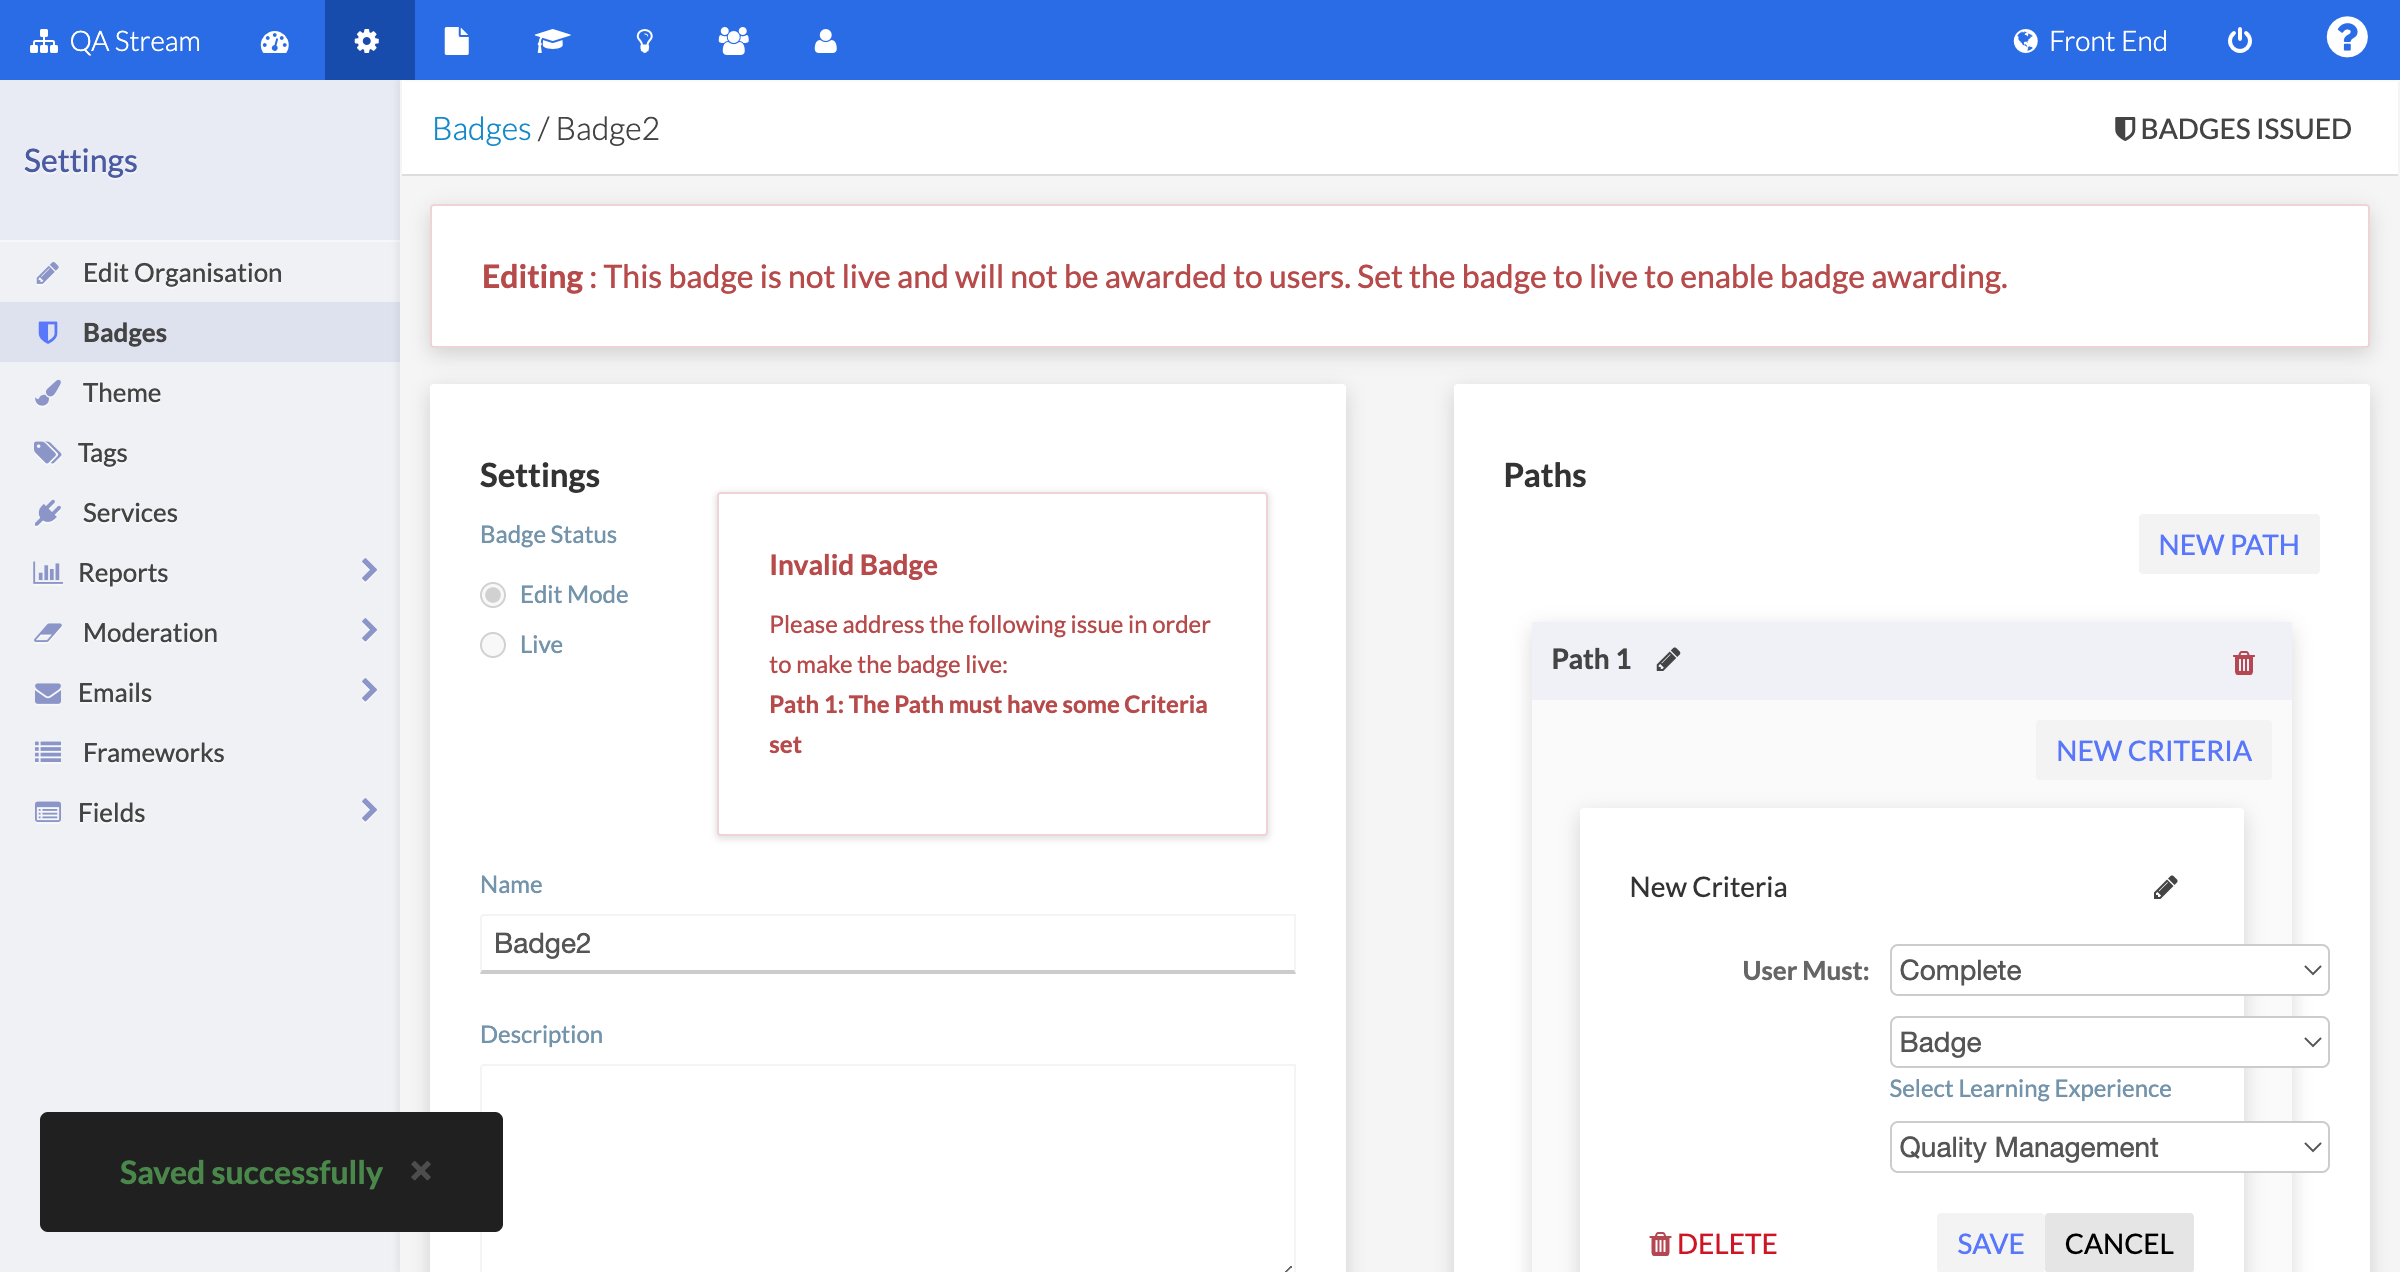 QA Stream
Front End
Settings
Edit Organisation
Badges
Theme
Tags
Services
Reports
Moderation
Emails
Frameworks
Fields
Badges / Badge2
BADGES ISSUED
Editing : This badge is not live and will not be awarded to users. Set the badge to live to enable badge awarding.
Settings
Badge Status
Edit Mode
Live
Invalid Badge
Please address the following issue in order
to make the badge live:
Path 1: The Path must have some Criteria
set
Name
Badge2
Description
Paths
NEW PATH
Path 1
NEW CRITERIA
New Criteria
User Must:
Complete
Badge
Select Learning Experience
Quality Management
DELETE
SAVE
CANCEL
Saved successfully